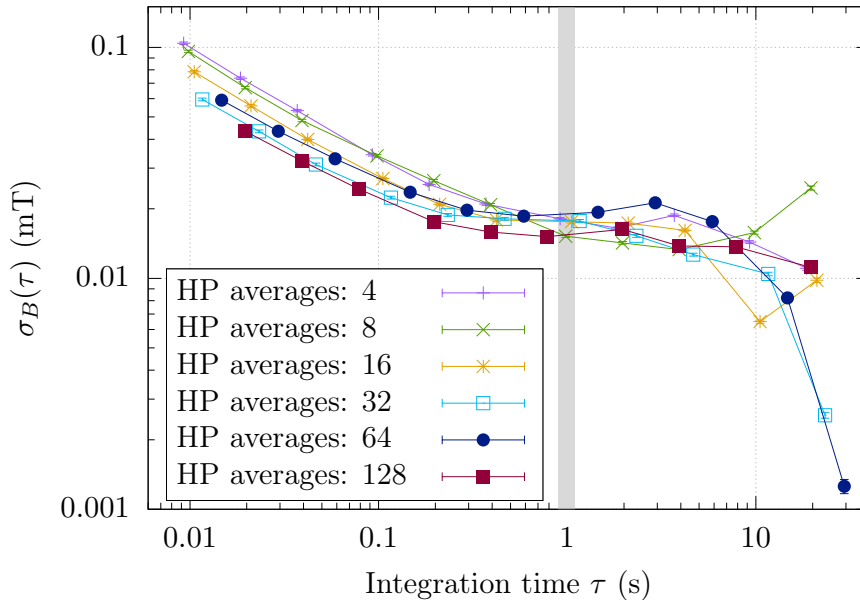 0.1
0.01
0.001
σ_B(τ) (mT)
HP averages: 4
HP averages: 8
HP averages: 16
HP averages: 32
HP averages: 64
HP averages: 128
0.01 0.1 1 10
Integration time τ (s)